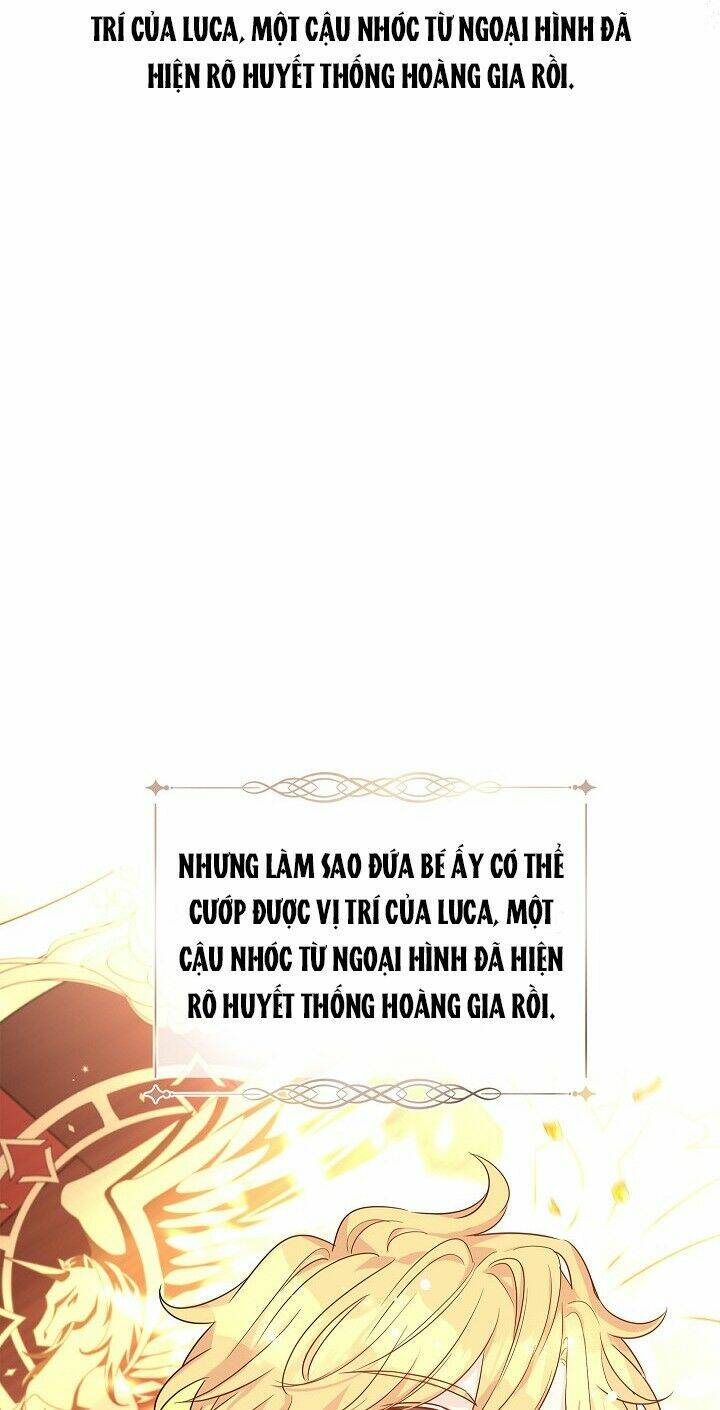 TRÍ CỦA LUCA, MỘT CẬU NHÓC TỪ NGOẠI HÌNH ĐÃ
HIỆN RÕ HUYẾT THỐNG HOÀNG GIA RỒI.
NHƯNG LÀM SAO ĐỨA BÉ ẤY CÓ THỂ
CƯỚP ĐƯỢC VỊ TRÍ CỦA LUCA, MỘT
CẬU NHÓC TỪ NGOẠI HÌNH ĐÃ HIỆN
RÕ HUYẾT THỐNG HOÀNG GIA RỒI.